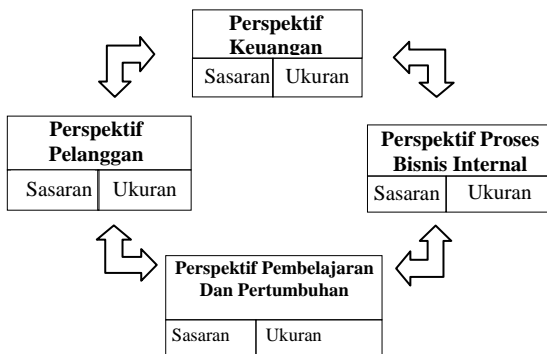 Perspektif
Keuangan
Sasaran Ukuran
Perspektif
Pelanggan
Sasaran Ukuran
Perspektif Proses
Bisnis Internal
Sasaran Ukuran
Perspektif Pembelajaran
Dan Pertumbuhan
Sasaran Ukuran